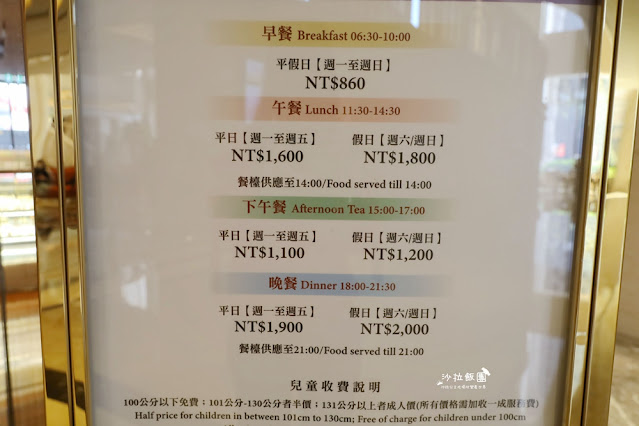 早餐 Breakfast 06:30-10:00
平假日【週一至週日】
NT$860
午餐 Lunch 11:30-14:30
平日【週一至週五】 假日【週六/週日】
NT$1,600 NT$1,800
餐檯供應至14:00/Food served till 14:00
下午餐 Afternoon Tea 15:00-17:00
平日【週一至週五】 假日【週六/週日】
NT$1,100 NT$1,200
晚餐 Dinner 18:00-21:30
平日【週一至週五】 假日【週六/週日】
NT$1,900 NT$2,000
餐檯供應至21:00/Food served till 21:00
兒童收費說明
100公分以下免費；101公分-130公分者半價；131公分以上者成人價(所有價格需加收一成服務費)
Half price for children in between 101cm to 130cm; Free of charge for children under 100cm
沙拉飯團